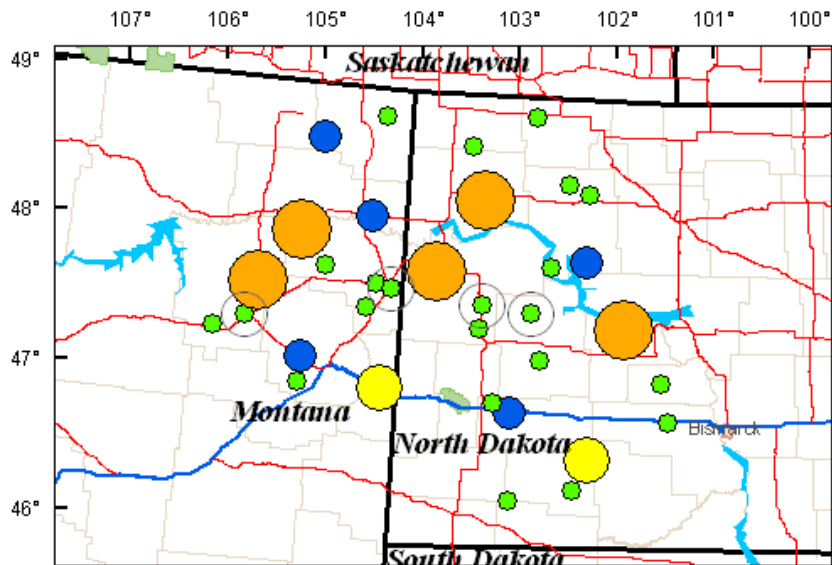 107° 106° 105° 104° 103° 102° 101° 100°
49°
Saskatchewan
48°
47°
Montana
North Dakota
Bismarck
46°
South Dakota